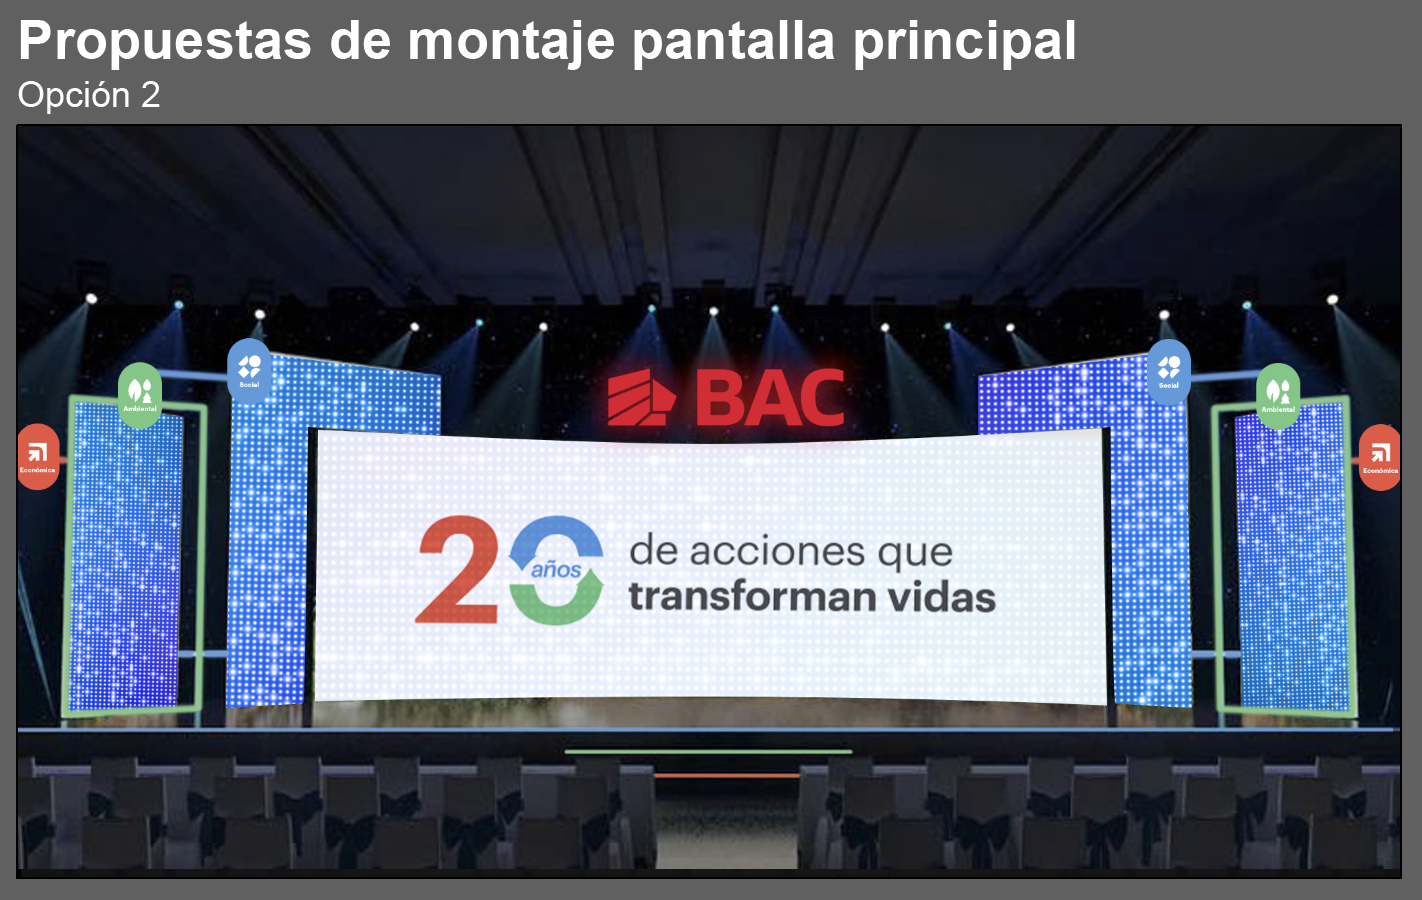 Propuestas de montaje pantalla principal
Opción 2
BAC
Social
Social
Ambiental
Ambiental
Económica
Económica
20 años
de acciones que
transforman vidas